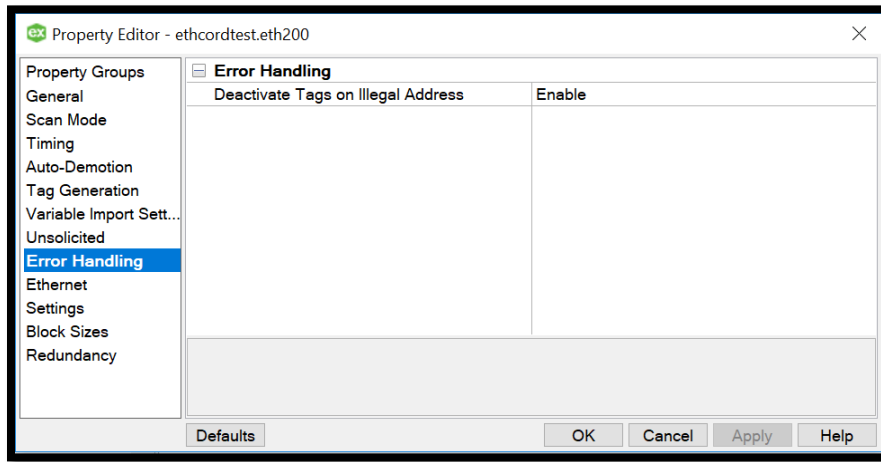 ex Property Editor - ethcordtest.eth200
Property Groups
General
Scan Mode
Timing
Auto-Demotion
Tag Generation
Variable Import Sett...
Unsolicited
Error Handling
Ethernet
Settings
Block Sizes
Redundancy
Error Handling
Deactivate Tags on Illegal Address Enable
Defaults OK Cancel Apply Help